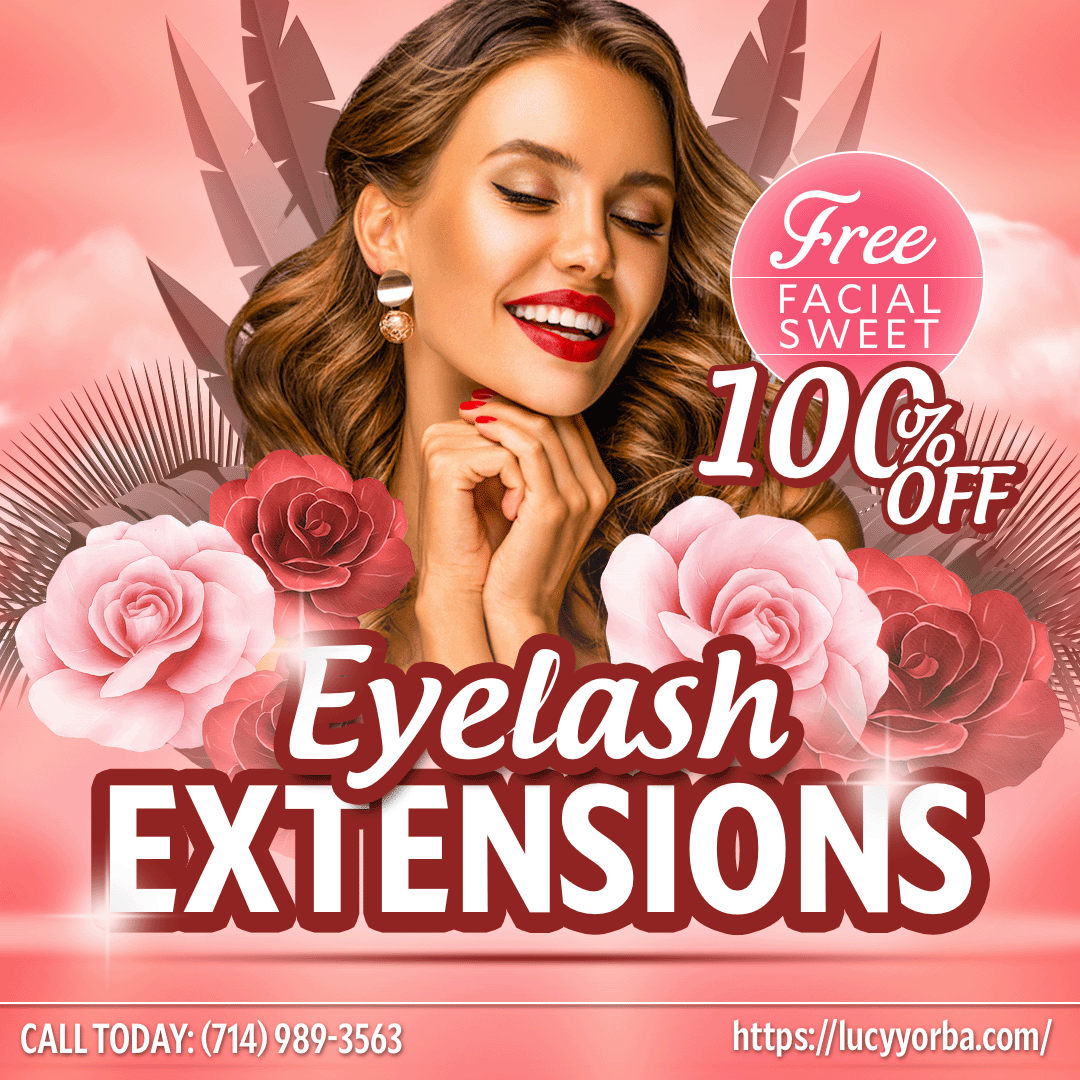 Free
FACIAL
SWEET
100%
OFF
Eyelash
EXTENSIONS
CALL TODAY: (714) 989-3563
https://lucyyorba.com/